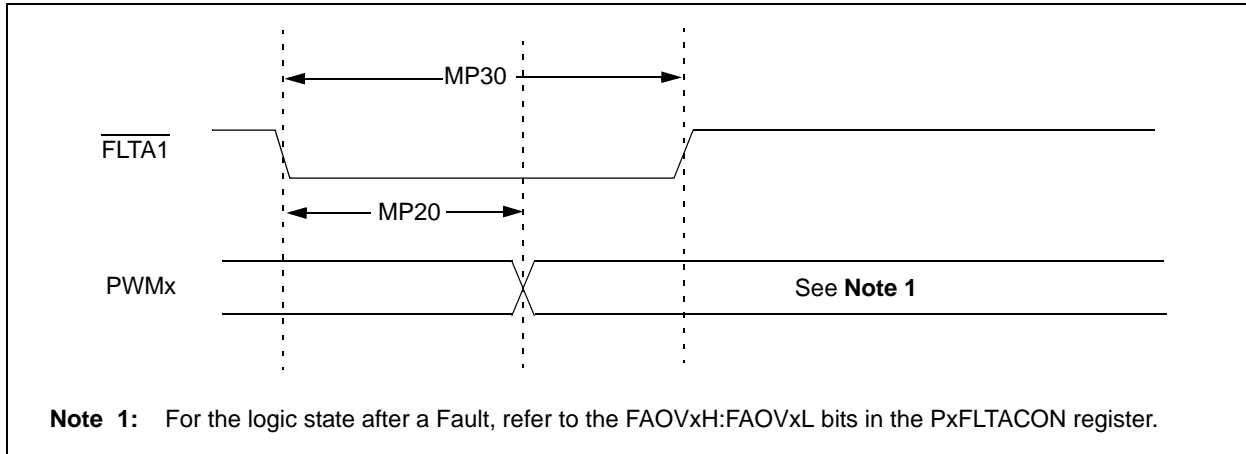 MP30
FLTA1
MP20
PWMx
See Note 1
Note 1: For the logic state after a Fault, refer to the FAOVxH:FAOVxL bits in the PxFLTACON register.